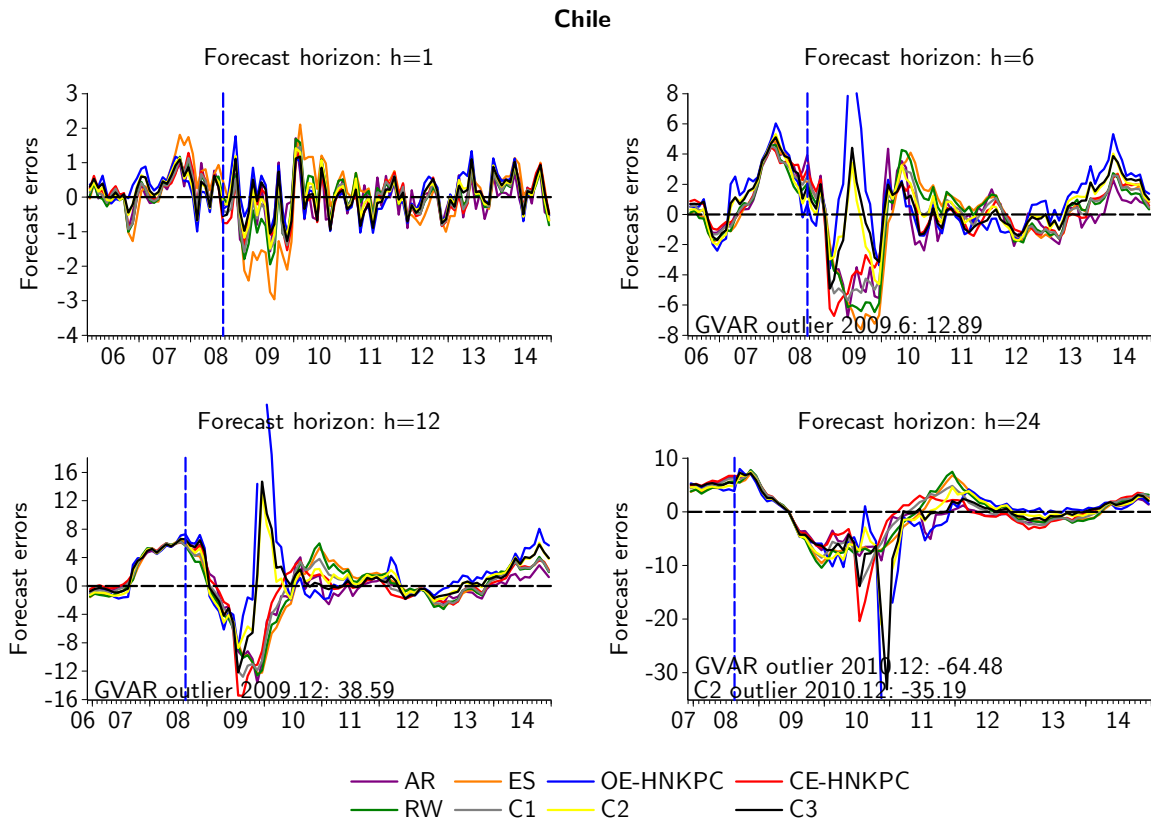 Chile
Forecast horizon: h=1
Forecast errors
3
2
1
0
-1
-2
-3
-4
06 07 08 09 10 11 12 13 14
Forecast horizon: h=6
Forecast errors
8
6
4
2
0
-2
-4
-6
-8
GVAR outlier 2009.6: 12.89
06 07 08 09 10 11 12 13 14
Forecast horizon: h=12
Forecast errors
16
12
8
4
0
-4
-8
-12
-16
GVAR outlier 2009.12: 38.59
06 07 08 09 10 11 12 13 14
Forecast horizon: h=24
Forecast errors
10
0
-10
-20
-30
GVAR outlier 2010.12: -64.48
C2 outlier 2010.12: -35.19
07 08 09 10 11 12 13 14
AR ES OE-HNKPC CE-HNKPC
RW C1 C2 C3